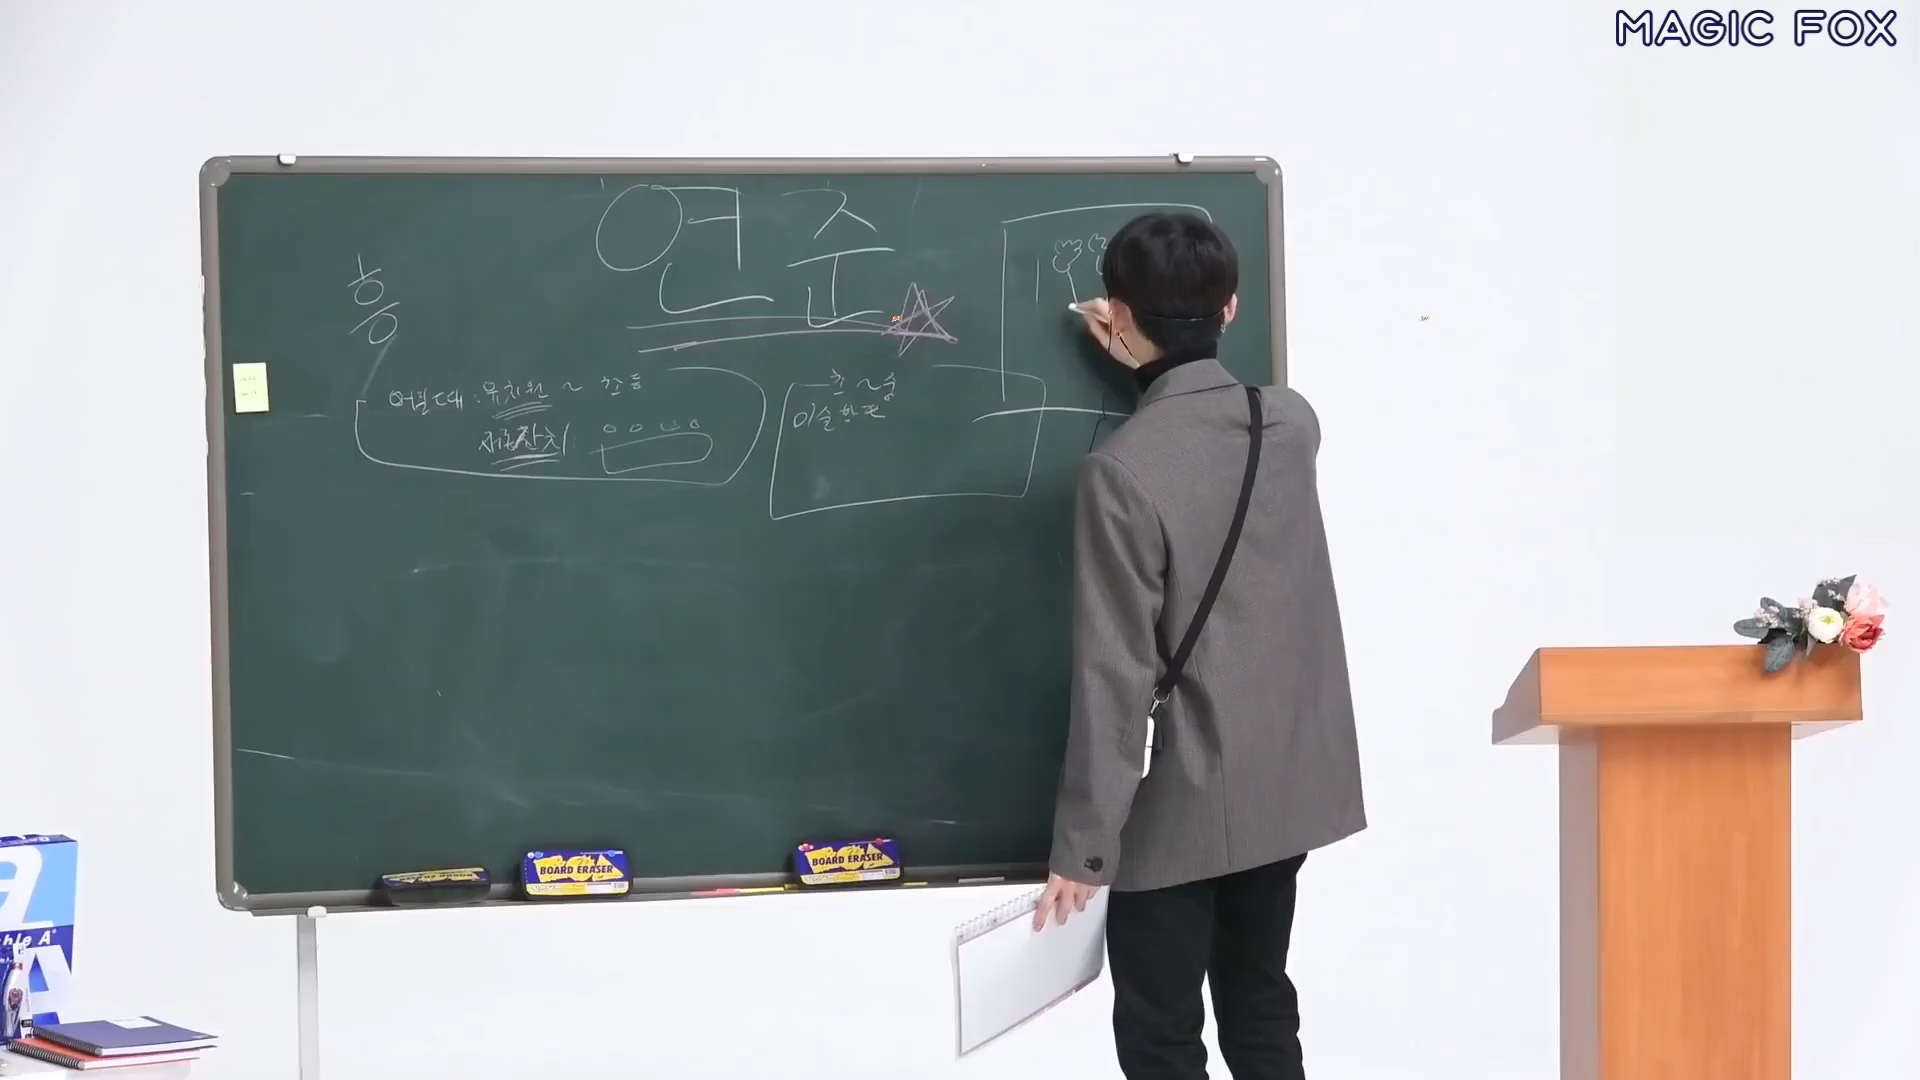 MAGIC FOX
연준
흥
어릴때 : 유치원 ~ 초등
재롱잔치
초 ~ 중
미술학원
BOARD ERASER
BOARD ERASER